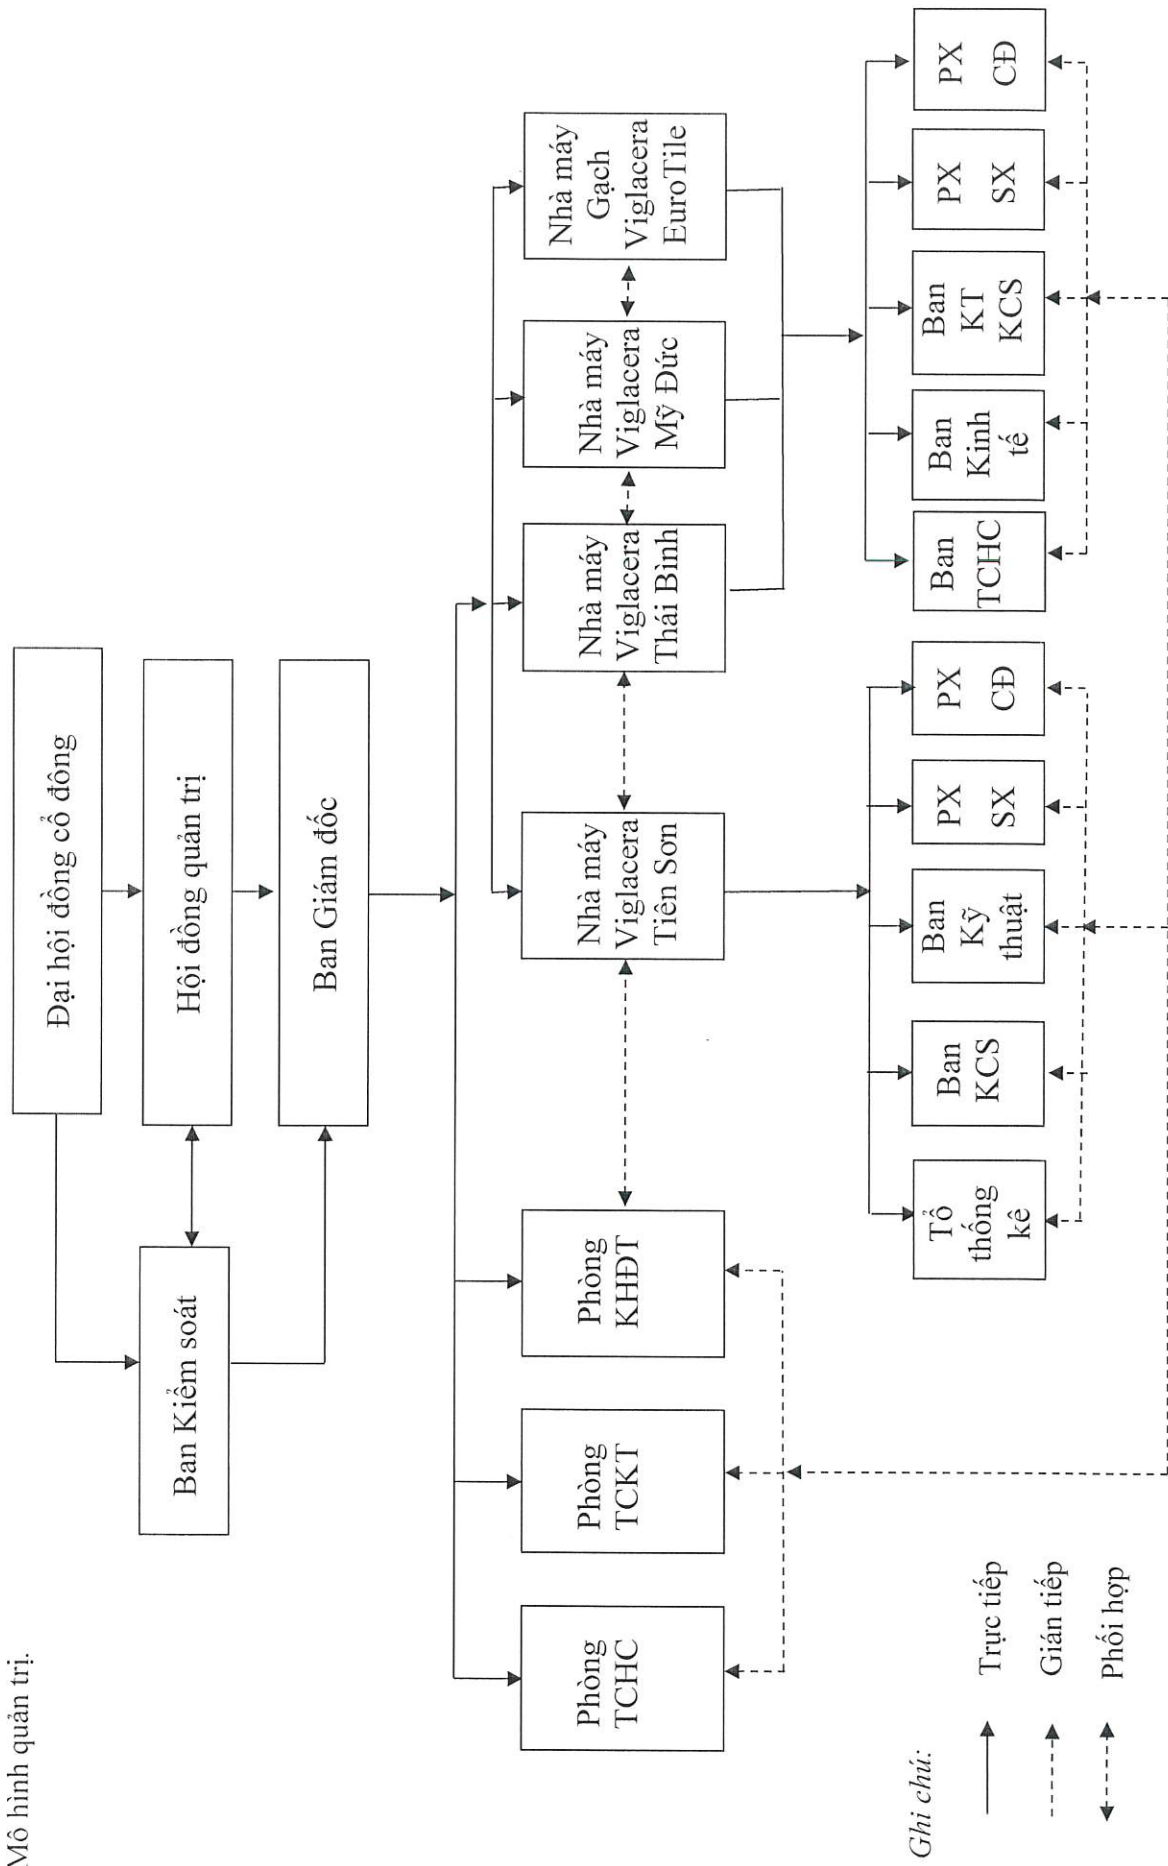 Mô hình quản trị.
Đại hội đồng cổ đông
Ban Kiểm soát
Hội đồng quản trị
Ban Giám đốc
Phòng
TCHC
Phòng
TCKT
Phòng
KHĐT
Nhà máy
Viglacera
Tiên Sơn
Nhà máy
Viglacera
Thái Bình
Nhà máy
Viglacera
Mỹ Đức
Nhà máy
Gạch
Viglacera
EuroTile
Tổ
thống
kê
Ban
KCS
Ban
Kỹ
thuật
PX
SX
PX
CĐ
Ban
TCHC
Ban
Kinh
tế
Ban
KT
KCS
PX
SX
PX
CĐ
Ghi chú:
Trực tiếp
Gián tiếp
Phối hợp